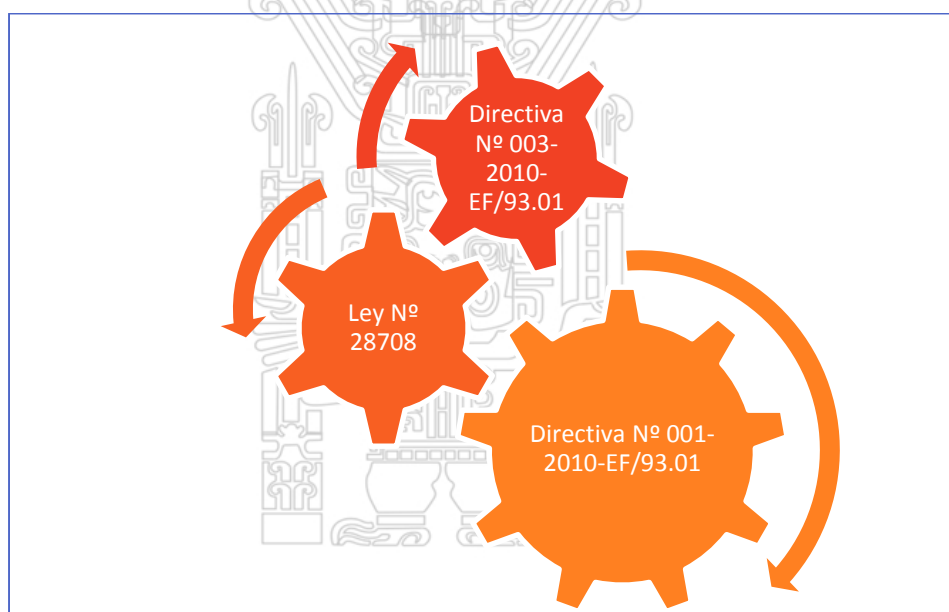 Directiva
Nº 003-
2010-
EF/93.01
Ley Nº
28708
Directiva Nº 001-
2010-EF/93.01